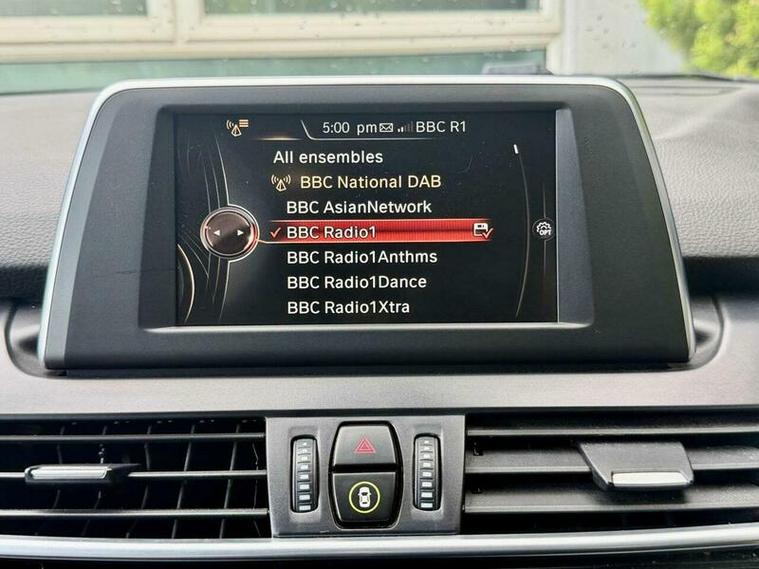 5:00 pm BBC R1
All ensembles
BBC National DAB
BBC AsianNetwork
BBC Radio1
OPT
BBC Radio1Anthms
BBC Radio1Dance
BBC Radio1Xtra